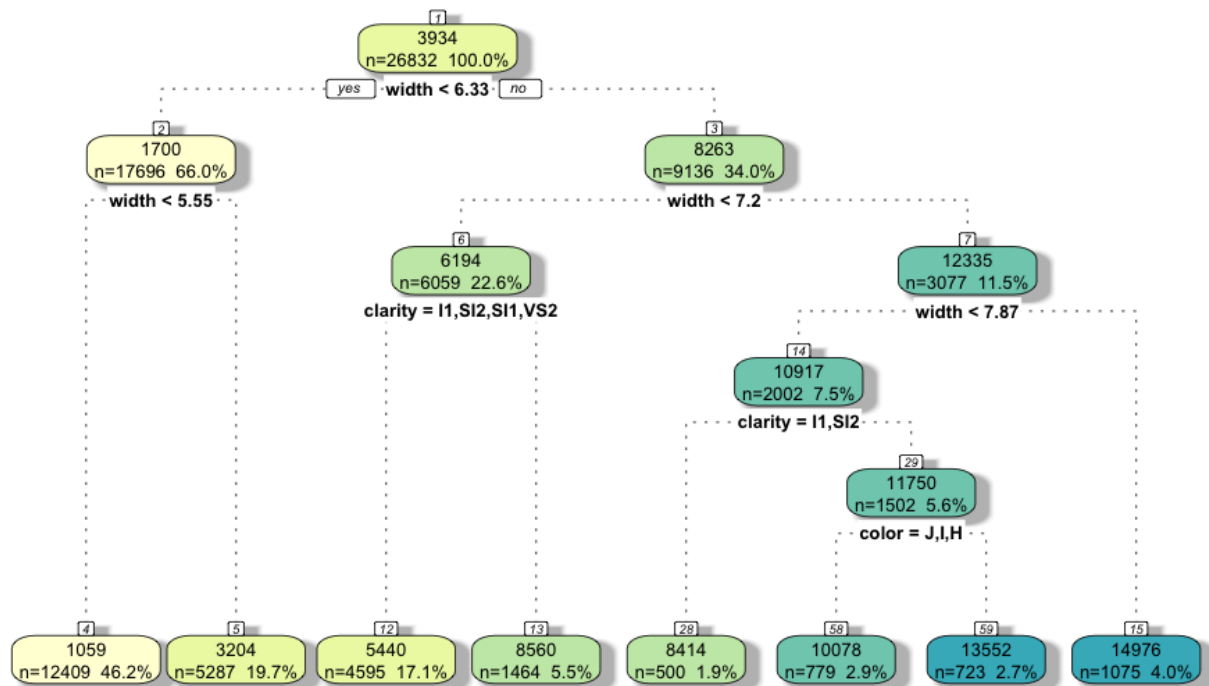 1
3934
n=26832 100.0%
yes width < 6.33 no
2
1700
n=17696 66.0%
width < 5.55
3
8263
n=9136 34.0%
width < 7.2
6
6194
n=6059 22.6%
clarity = I1,SI2,SI1,VS2
7
12335
n=3077 11.5%
width < 7.87
14
10917
n=2002 7.5%
clarity = I1,SI2
29
11750
n=1502 5.6%
color = J,I,H
4
1059
n=12409 46.2%
5
3204
n=5287 19.7%
12
5440
n=4595 17.1%
13
8560
n=1464 5.5%
28
8414
n=500 1.9%
58
10078
n=779 2.9%
59
13552
n=723 2.7%
15
14976
n=1075 4.0%